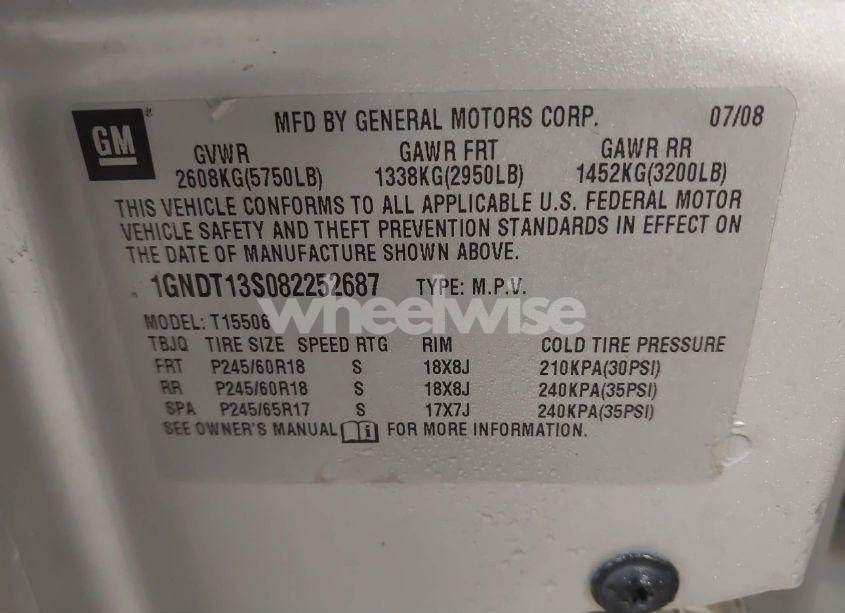 GM
MFD BY GENERAL MOTORS CORP. 07/08
GVWR GAWR FRT GAWR RR
2608KG(5750LB) 1338KG(2950LB) 1452KG(3200LB)
THIS VEHICLE CONFORMS TO ALL APPLICABLE U.S. FEDERAL MOTOR
VEHICLE SAFETY AND THEFT PREVENTION STANDARDS IN EFFECT ON
THE DATE OF MANUFACTURE SHOWN ABOVE.
1GNDT13S082252687 TYPE: M.P.V.
wheelwise
MODEL: T15506
TBJQ TIRE SIZE SPEED RTG RIM COLD TIRE PRESSURE
FRT P245/60R18 S 18X8J 210KPA(30PSI)
RR P245/60R18 S 18X8J 240KPA(35PSI)
SPA P245/65R17 S 17X7J 240KPA(35PSI)
SEE OWNER'S MANUAL i FOR MORE INFORMATION.